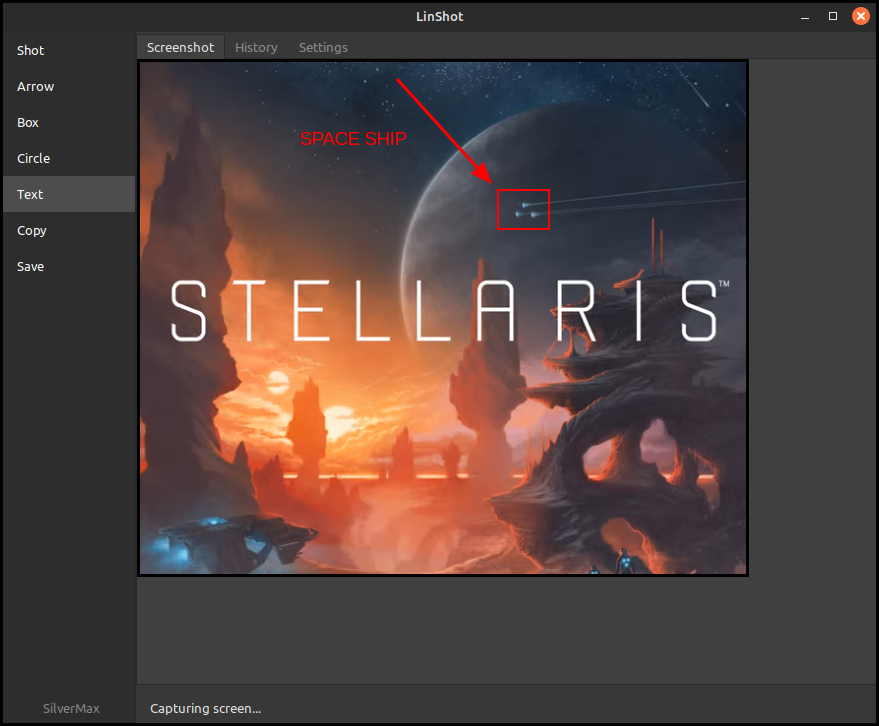 LinShot
Shot
Arrow
Box
Circle
Text
Copy
Save
Screenshot History Settings
SPACE SHIP
STELLARIS™
SilverMax
Capturing screen...